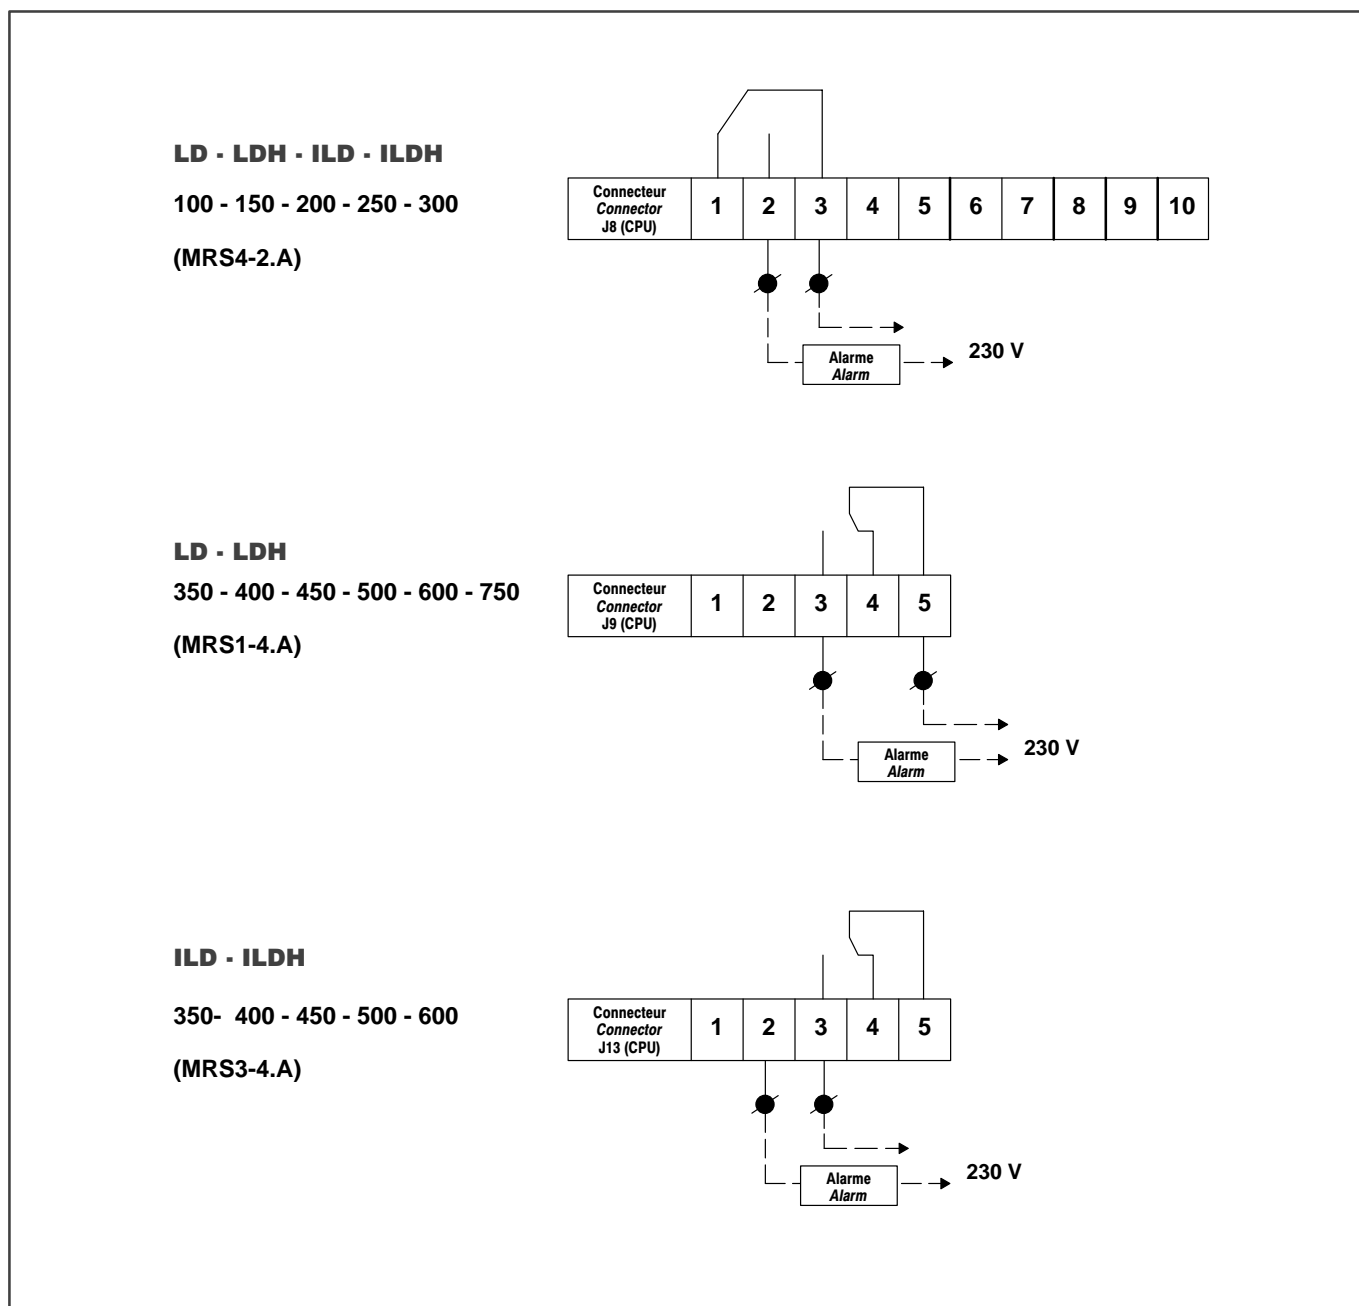 LD - LDH - ILD - ILDH
100 - 150 - 200 - 250 - 300
(MRS4-2.A)
Connecteur
Connector
J8 (CPU)
1 2 3 4 5 6 7 8 9 10
230 V
Alarme
Alarm
LD - LDH
350 - 400 - 450 - 500 - 600 - 750
(MRS1-4.A)
Connecteur
Connector
J9 (CPU)
1 2 3 4 5
230 V
Alarme
Alarm
ILD - ILDH
350- 400 - 450 - 500 - 600
(MRS3-4.A)
Connecteur
Connector
J13 (CPU)
1 2 3 4 5
230 V
Alarme
Alarm